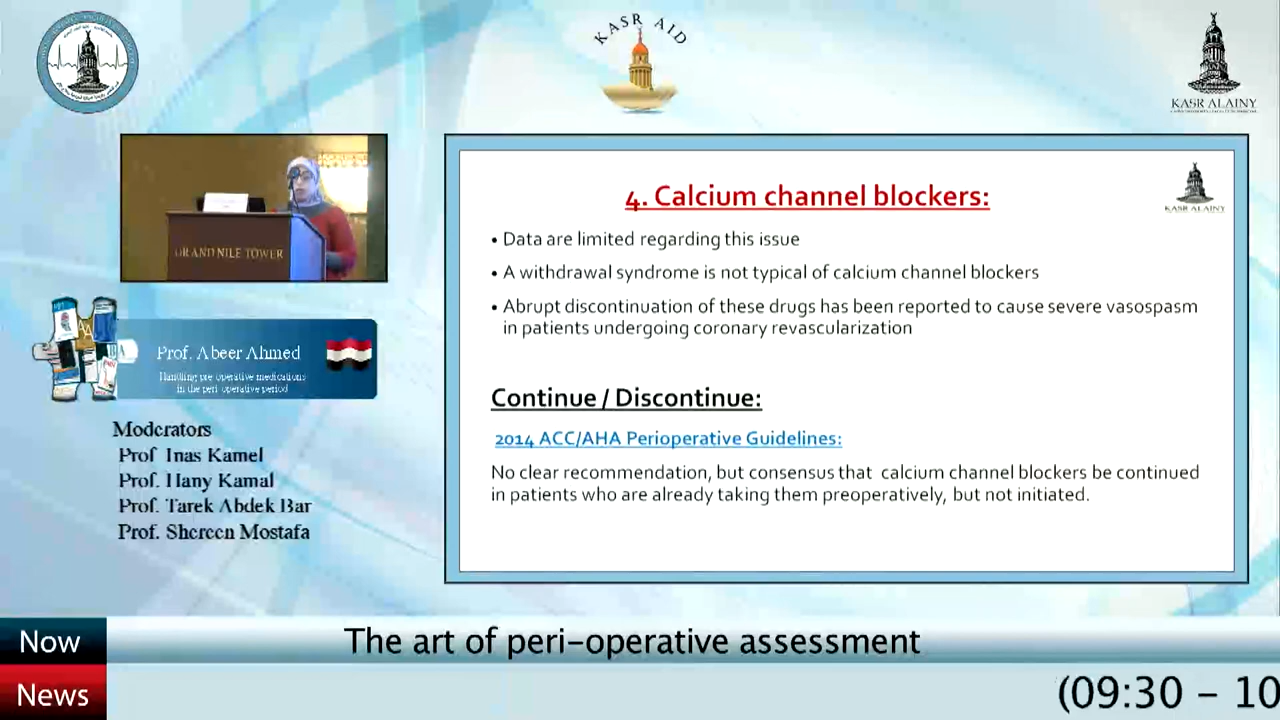 KASR AID
KASR ALAINY
GRAND NILE TOWER
KASR ALAINY
4. Calcium channel blockers:
• Data are limited regarding this issue
• A withdrawal syndrome is not typical of calcium channel blockers
• Abrupt discontinuation of these drugs has been reported to cause severe vasospasm
in patients undergoing coronary revascularization
Continue / Discontinue:
2014 ACC/AHA Perioperative Guidelines:
No clear recommendation, but consensus that calcium channel blockers be continued
in patients who are already taking them preoperatively, but not initiated.
Prof. Abeer Ahmed
Handling pre operative medications
in the peri operative period
Moderators
Prof Inas Kamel
Prof. Hany Kamal
Prof. Tarek Abdek Bar
Prof. Shereen Mostafa
Now
The art of peri-operative assessment
News
(09:30 - 10